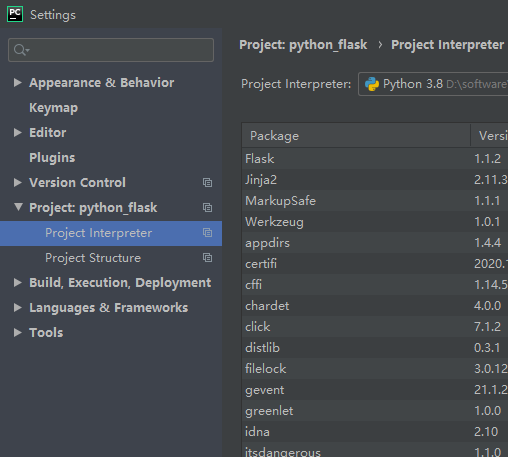 PC
Settings
Appearance & Behavior
Keymap
Editor
Plugins
Version Control
Project: python_flask
Project Interpreter
Project Structure
Build, Execution, Deployment
Languages & Frameworks
Tools
Project: python_flask › Project Interpreter
Project Interpreter: Python 3.8 D:\software\
Package Versi
Flask 1.1.2
Jinja2 2.11.3
MarkupSafe 1.1.1
Werkzeug 1.0.1
appdirs 1.4.4
certifi 2020.1
cffi 1.14.5
chardet 4.0.0
click 7.1.2
distlib 0.3.1
filelock 3.0.12
gevent 21.1.2
greenlet 1.0.0
idna 2.10
itsdangerous 1.1.0